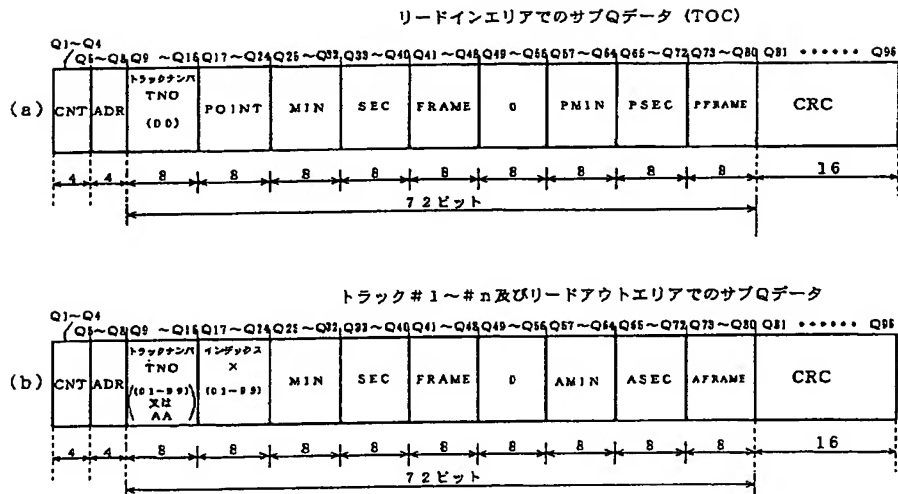 リードインエリアでのサブQデータ (TOC)
Q1~Q4
Q5~Q8 Q9 ~Q16 Q17~Q24 Q25~Q32 Q33~Q40 Q41~Q48 Q49~Q56 Q57~Q64 Q65~Q72 Q73~Q80 Q81 ・・・・・・ Q96
(a) CNT ADR トラックナンバ TNO (00) POINT MIN SEC FRAME 0 PMIN PSEC PFRAME CRC
4 4 8 8 8 8 8 8 8 8 8 16
72ビット
トラック#1~#n及びリードアウトエリアでのサブQデータ
Q1~Q4
Q5~Q8 Q9 ~Q16 Q17~Q24 Q25~Q32 Q33~Q40 Q41~Q48 Q49~Q56 Q57~Q64 Q65~Q72 Q73~Q80 Q81 ・・・・・・ Q96
(b) CNT ADR トラックナンバ TNO ((01-99) 又は AA) インデックス X (01-99) MIN SEC FRAME 0 AMIN ASEC AFRAME CRC
4 4 8 8 8 8 8 8 8 8 8 16
72ビット